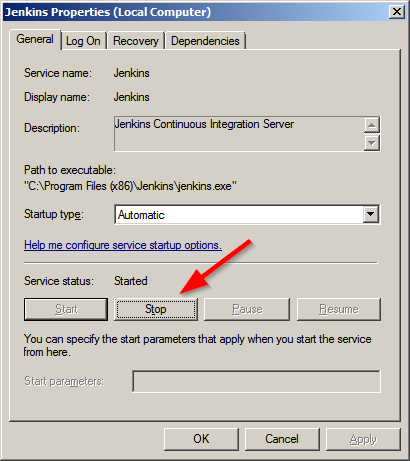 Jenkins Properties (Local Computer)
General Log On Recovery Dependencies
Service name: Jenkins
Display name: Jenkins
Description: Jenkins Continuous Integration Server
Path to executable:
"C:\Program Files (x86)\Jenkins\jenkins.exe"
Startup type: Automatic
Help me configure service startup options.
Service status: Started
Start Stop Pause Resume
You can specify the start parameters that apply when you start the service
from here.
Start parameters:
OK Cancel Apply